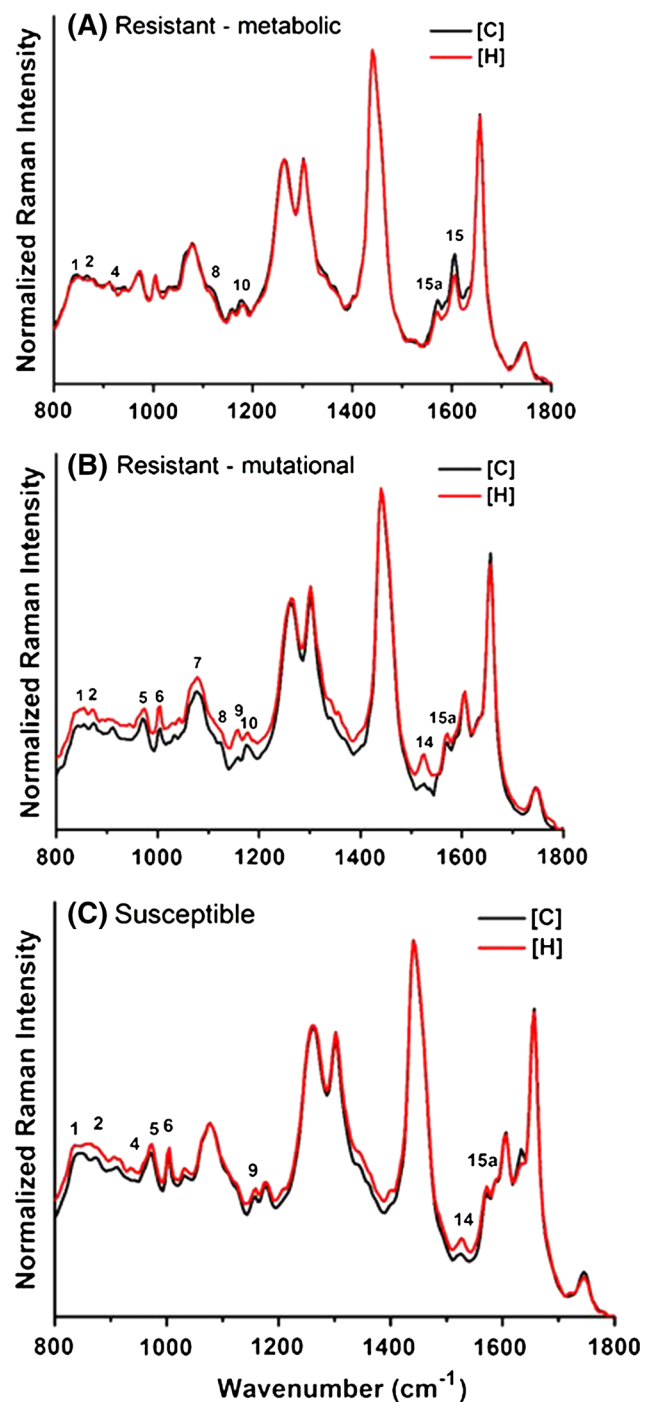 (A) Resistant - metabolic
[C]
[H]
Normalized Raman Intensity
1 2 4 8 10 15a 15
800 1000 1200 1400 1600 1800
(B) Resistant - mutational
[C]
[H]
Normalized Raman Intensity
1 2 5 6 7 8 9 10 14 15a
800 1000 1200 1400 1600 1800
(C) Susceptible
[C]
[H]
Normalized Raman Intensity
1 2 4 5 6 9 14 15a
800 1000 1200 1400 1600 1800
Wavenumber (cm⁻¹)